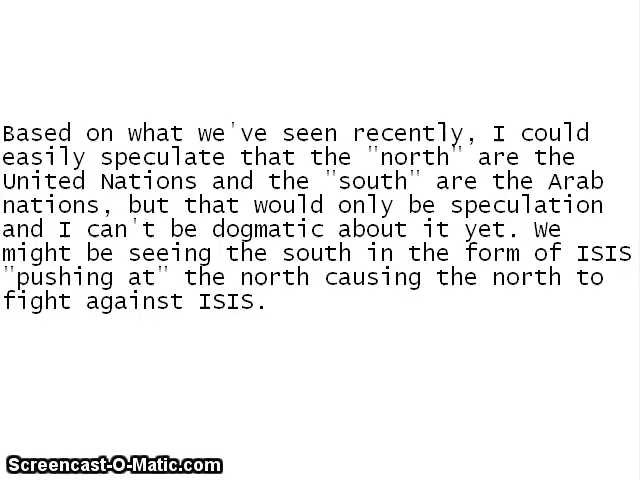 Based on what we've seen recently, I could
easily speculate that the "north" are the
United Nations and the "south" are the Arab
nations, but that would only be speculation
and I can't be dogmatic about it yet. We
might be seeing the south in the form of ISIS
"pushing at" the north causing the north to
fight against ISIS.
Screencast-O-Matic.com